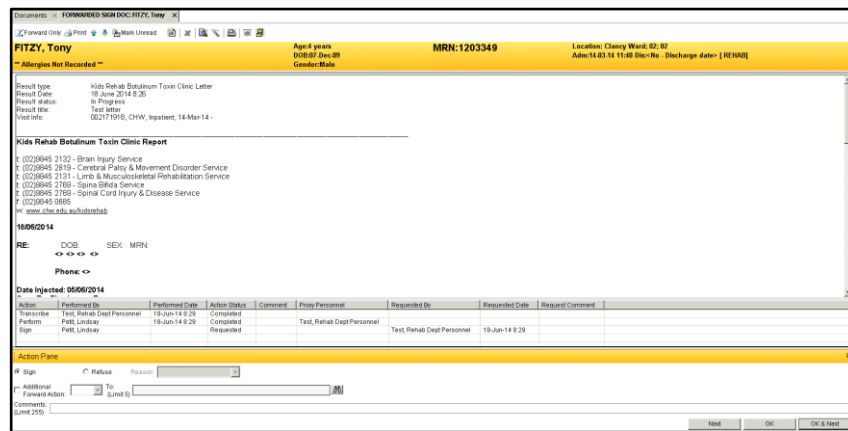 Documents × FORWARDED SIGN DOC: FITZY, Tony ×
Forward Only Print Mark Unread
FITZY, Tony
Age:4 years
DOB:07-Dec-09
Gender:Male
MRN:1203349
Location: Clancy Ward; 02; 02
Adm:14-03-14 11:40 Dis:<No - Discharge date> [ REHAB]
** Allergies Not Recorded **
Result type: Kids Rehab Botulinum Toxin Clinic Letter
Result Date: 18 June 2014 8:26
Result status: In Progress
Result title: Test letter
Visit Info: 002171918, CHW, Inpatient, 14-Mar-14 -
Kids Rehab Botulinum Toxin Clinic Report
t: (02)9845 2132 - Brain Injury Service
t: (02)9845 2819 - Cerebral Palsy & Movement Disorder Service
t: (02)9845 2131 - Limb & Musculoskeletal Rehabilitation Service
t: (02)9845 2769 - Spina Bifida Service
t: (02)9845 2769 - Spinal Cord Injury & Disease Service
f: (02)9845 0685
w: www.chw.edu.au/kidsrehab
18/06/2014
RE: DOB: SEX: MRN:
<> <> <> <>
Phone: <>
Date Injected: 05/06/2014
Action Performed By Performed Date Action Status Comment Proxy Personnel Requested By Requested Date Request Comment
Transcribe Test, Rehab Dept Personnel 18-Jun-14 8:29 Completed
Perform Petit, Lindsay 18-Jun-14 8:29 Completed Test, Rehab Dept Personnel
Sign Petit, Lindsay Requested Test, Rehab Dept Personnel 18-Jun-14 8:29
Action Pane
Sign Refuse Reason:
Additional Forward Action: To: (Limit 5)
Comments:
(Limit 255)
Next OK OK & Next